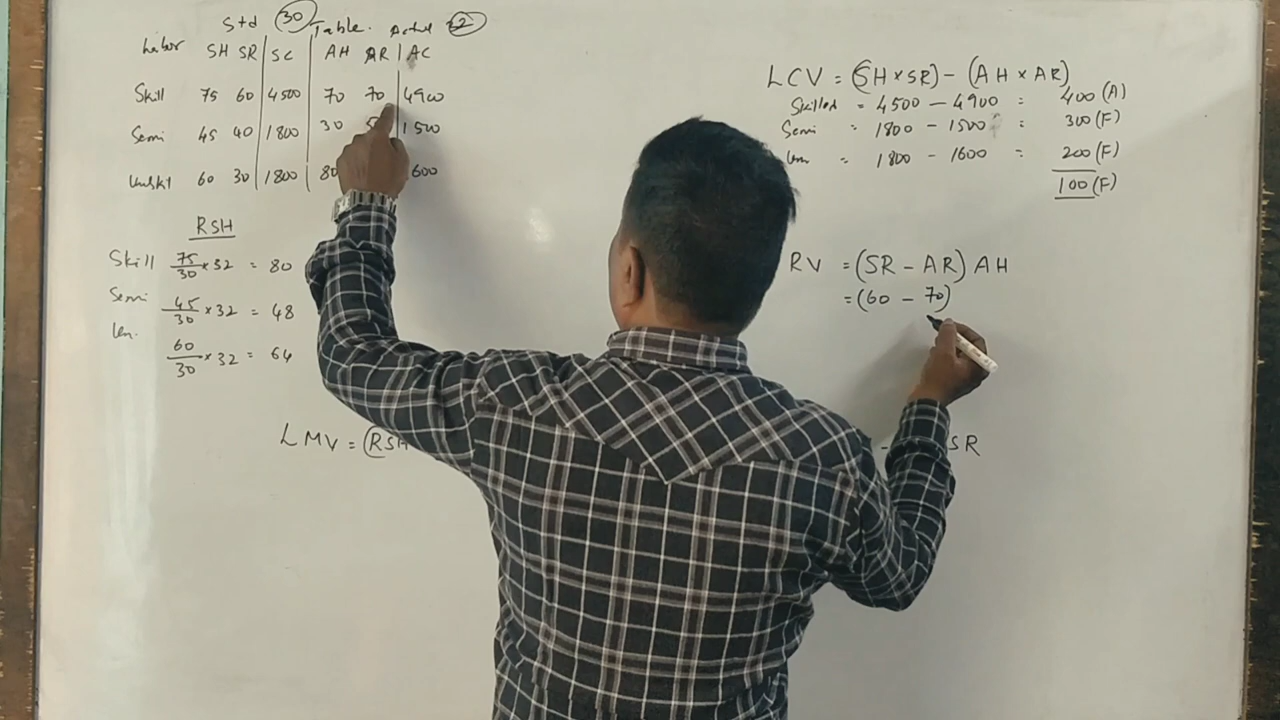 Std 30 Table. Actual 32
Labor SH SR SC AH AR AC
Skill 75 60 4500 70 70 4900
Semi 45 40 1800 30 1500
Unskil 60 30 1800 80 600
RSH
Skill 75/30 × 32 = 80
Semi 45/30 × 32 = 48
Un. 60/30 × 32 = 64
LMV = (RSH
SR
LCV = (SH × SR) – (AH × AR)
Skilled = 4500 – 4900 = 400 (A)
Semi = 1800 – 1500 = 300 (F)
Un = 1800 – 1600 = 200 (F)
100 (F)
RV = (SR – AR) AH
= (60 – 70)